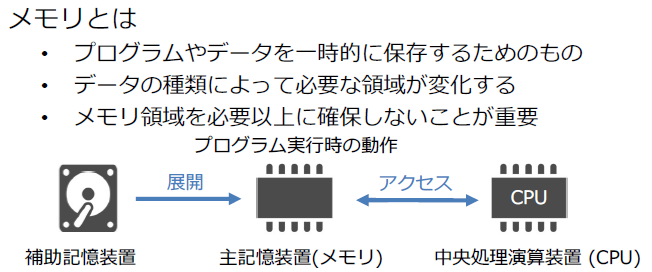 メモリとは
• プログラムやデータを一時的に保存するためのもの
• データの種類によって必要な領域が変化する
• メモリ領域を必要以上に確保しないことが重要
プログラム実行時の動作
展開
アクセス
CPU
補助記憶装置
主記憶装置(メモリ)
中央処理演算装置 (CPU)